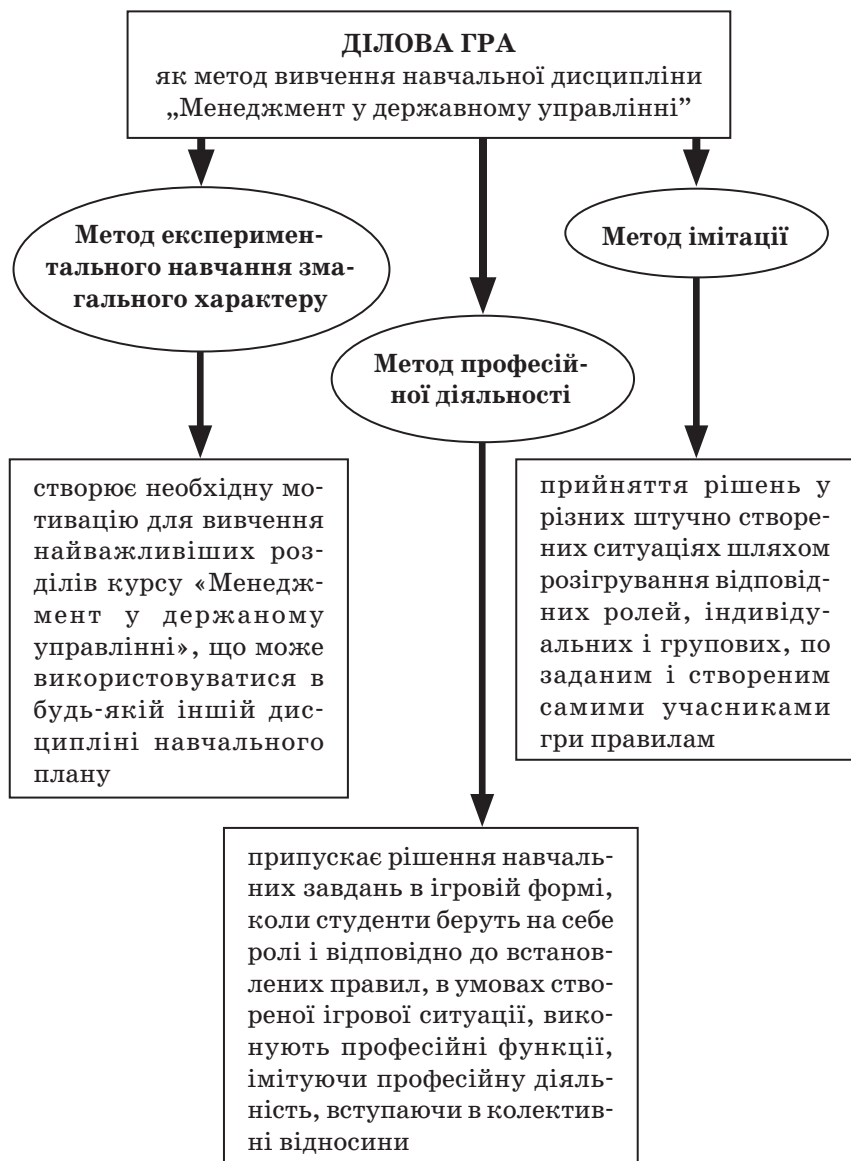 ДІЛОВА ГРА
як метод вивчення навчальної дисципліни
„Менеджмент у державному управлінні”
Метод експеримен-
тального навчання зма-
гального характеру
Метод імітації
Метод професій-
ної діяльності
створює необхідну мо-
тивацію для вивчення
найважливіших роз-
ділів курсу «Менедж-
мент у держаному
управлінні», що може
використовуватися в
будь-якій іншій дис-
ципліні навчального
плану
прийняття рішень у
різних штучно створе-
них ситуаціях шляхом
розігрування відповід-
них ролей, індивіду-
альних і групових, по
заданим і створеним
самими учасниками
гри правилам
припускає рішення навчаль-
них завдань в ігровій формі,
коли студенти беруть на себе
ролі і відповідно до встанов-
лених правил, в умовах ство-
реної ігрової ситуації, вико-
нують професійні функції,
імітуючи професійну діяль-
ність, вступаючи в колектив-
ні відносини